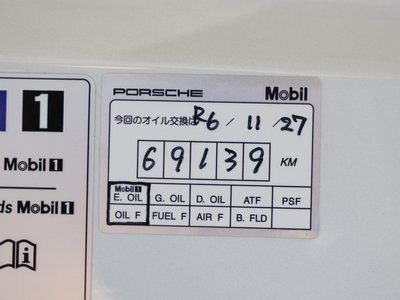 PORSCHE Mobil
今回のオイル交換は R6 / 11 / 27
69139 KM
Mobil 1
E. OIL G. OIL D. OIL ATF PSF
OIL F FUEL F AIR F B. FLD
1
Mobil 1
ds Mobil 1
i